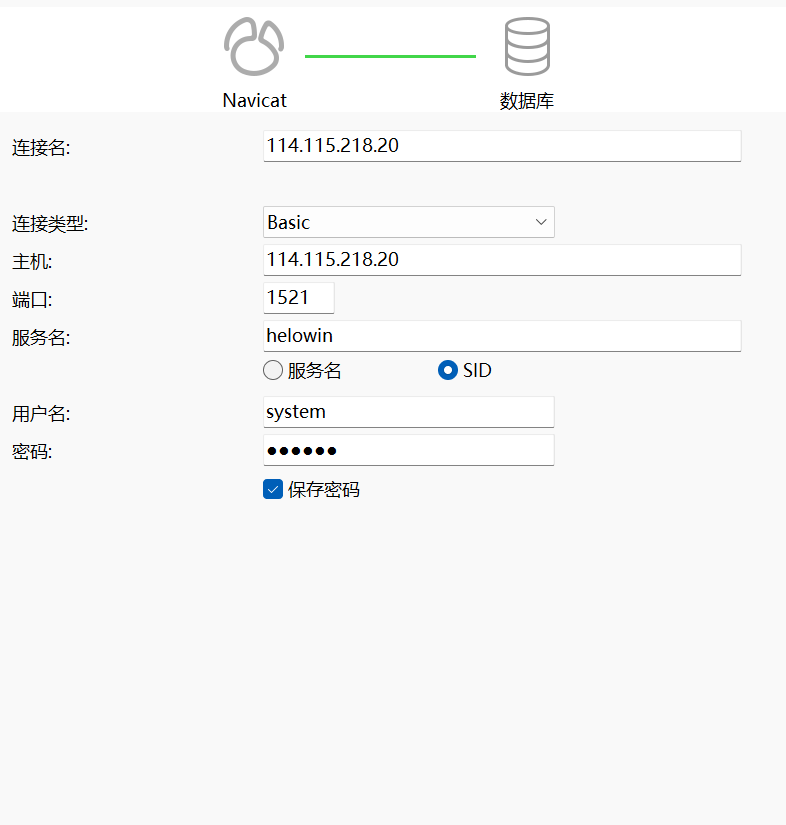 Navicat 数据库
连接名: 114.115.218.20
连接类型: Basic
主机: 114.115.218.20
端口: 1521
服务名: helowin
服务名 SID
用户名: system
密码: ●●●●●●
保存密码